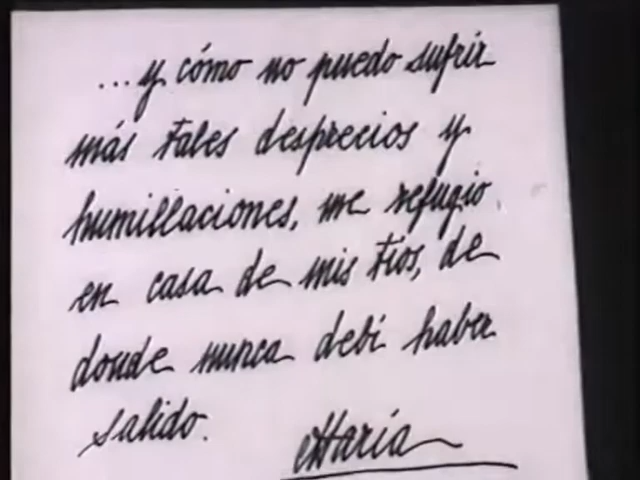 ...y cómo no puedo sufrir
más tales desprecios y
humillaciones, me refugio
en casa de mis tíos, de
donde nunca debí haber
salido.
María